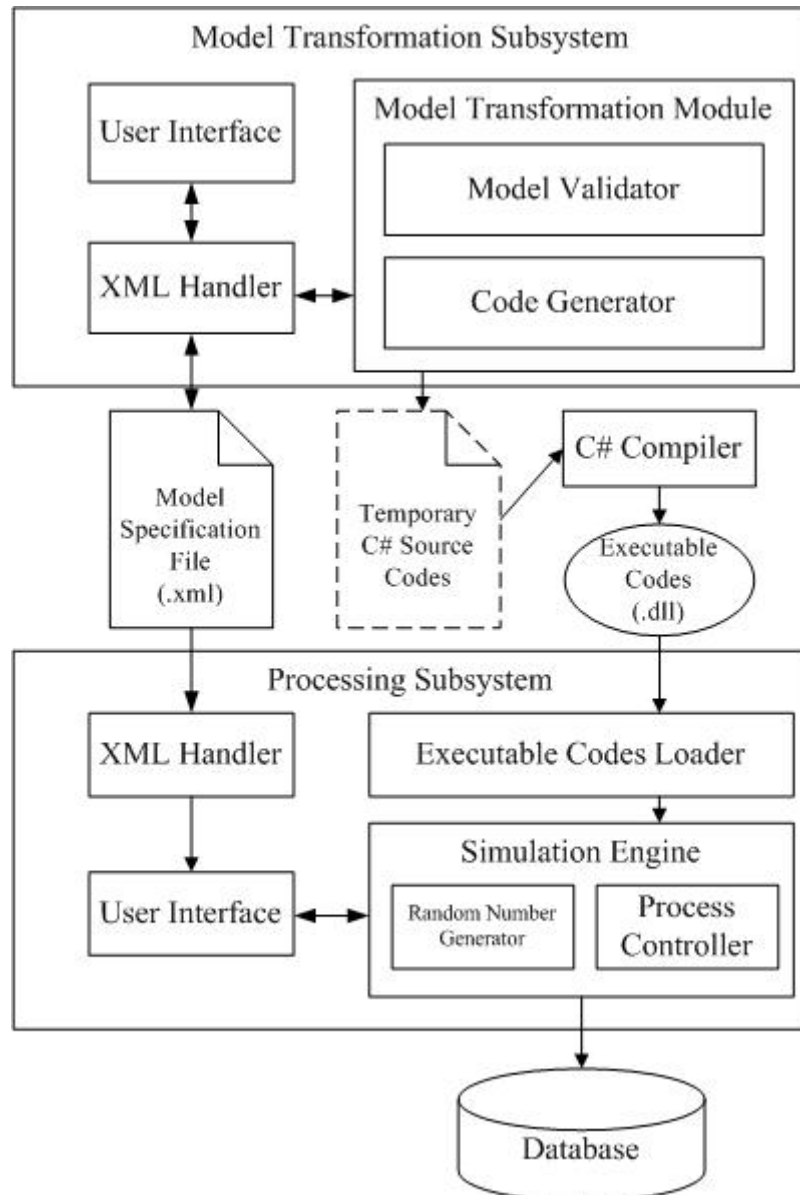 Model Transformation Subsystem
User Interface
XML Handler
Model Transformation Module
Model Validator
Code Generator
Model
Specification
File
(.xml)
Temporary
C# Source
Codes
C# Compiler
Executable
Codes
(.dll)
Processing Subsystem
XML Handler
User Interface
Executable Codes Loader
Simulation Engine
Random Number
Generator
Process
Controller
Database